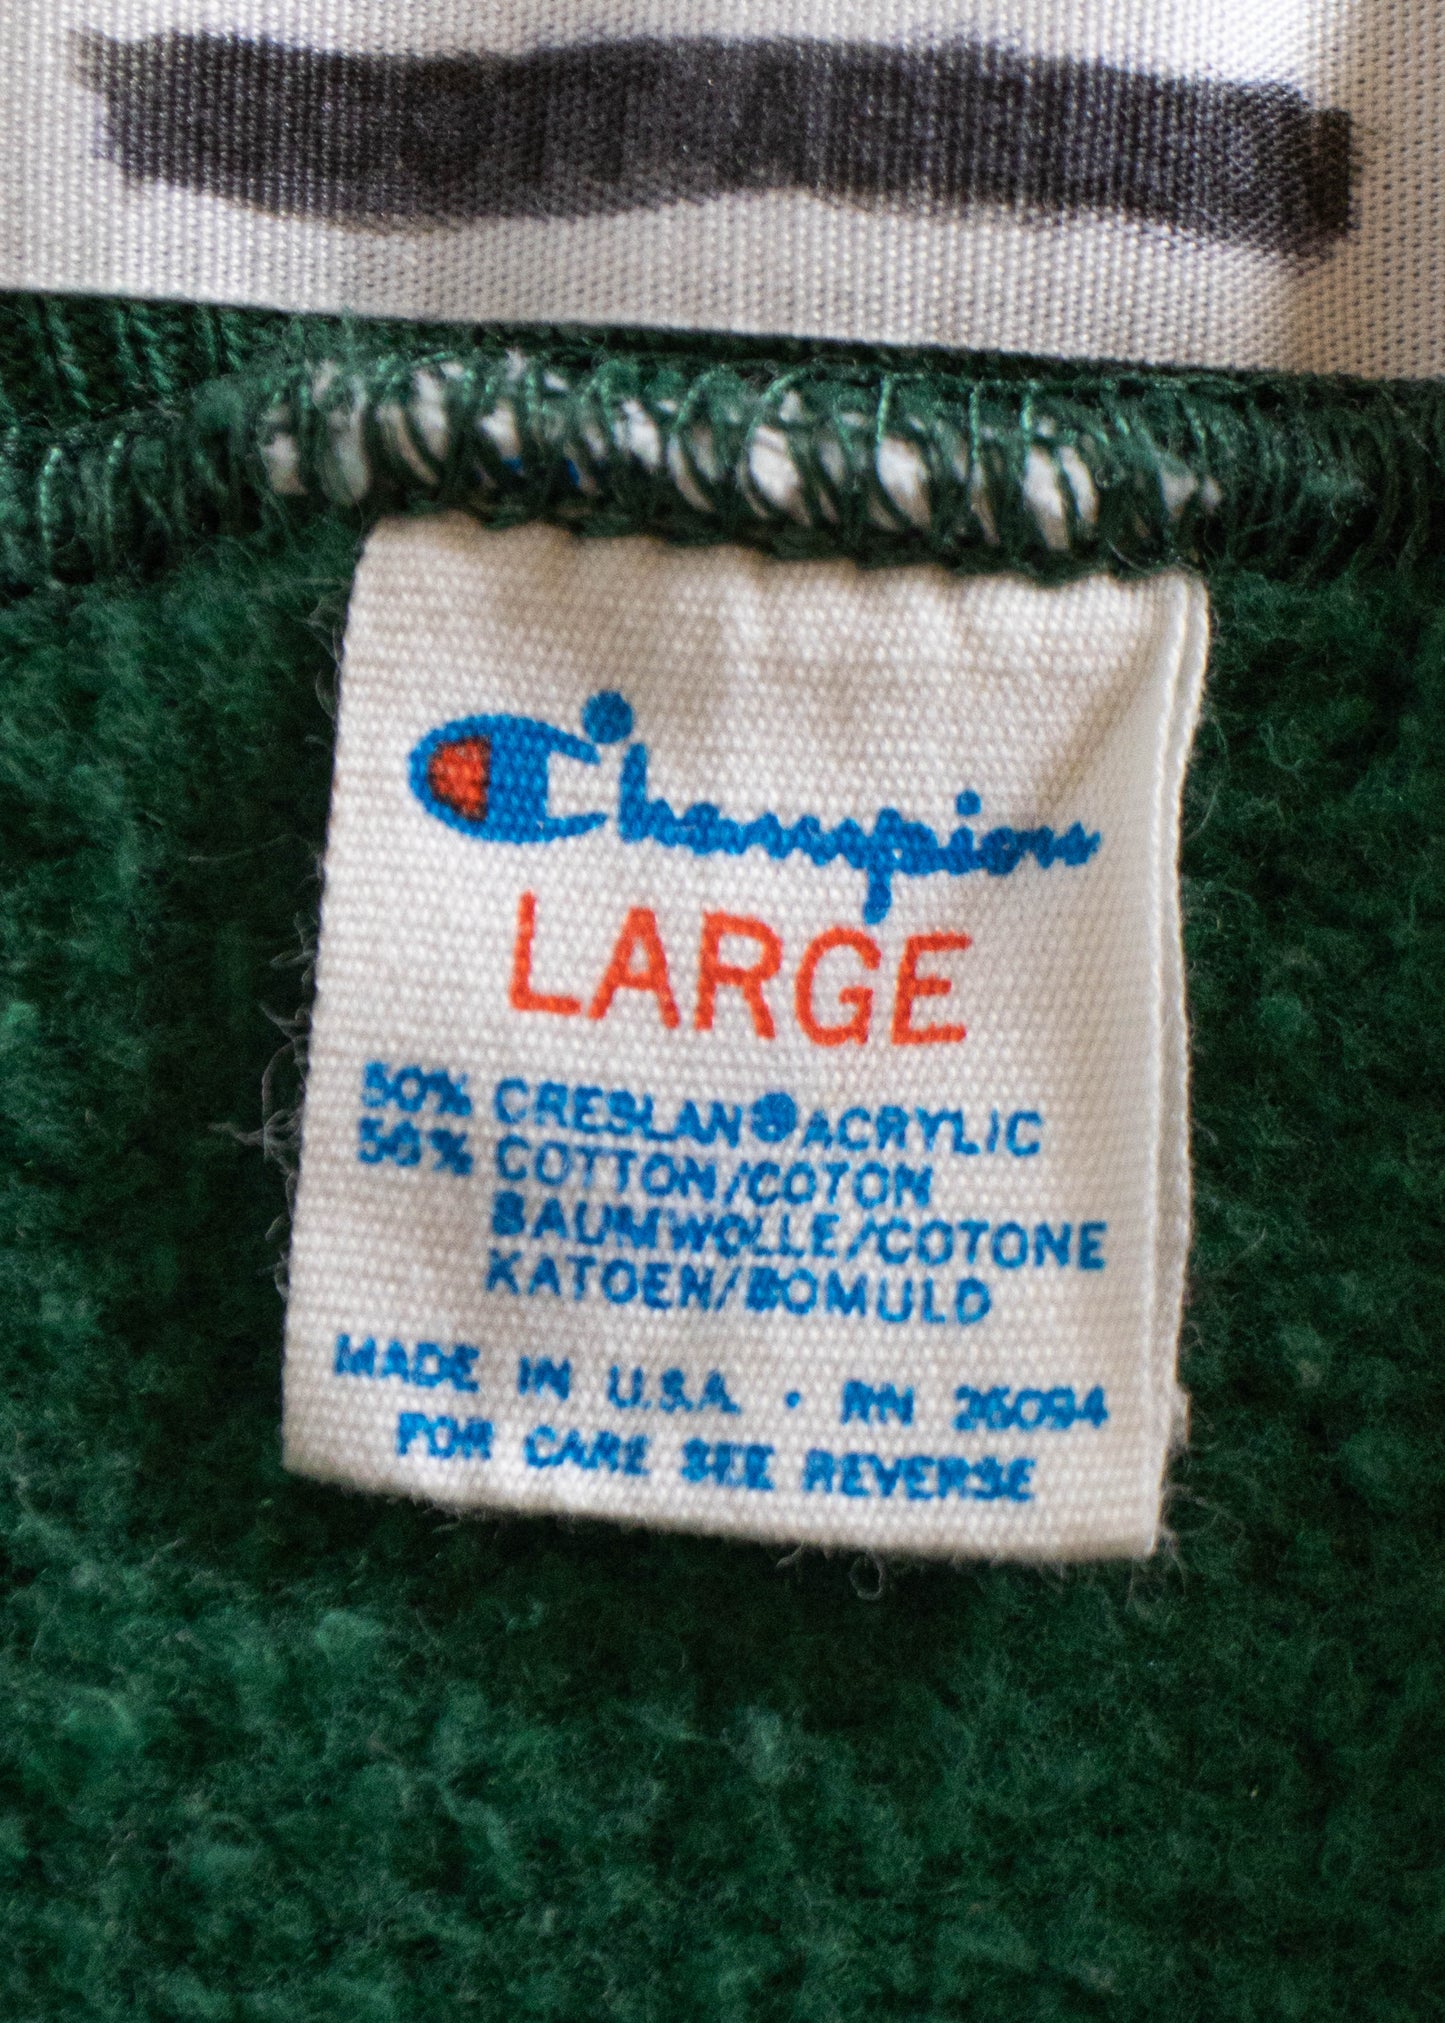 Champion
LARGE
50% CRESLAN® ACRYLIC
50% COTTON/COTON
BAUMWOLLE/COTONE
KATOEN/BOMULD
MADE IN U.S.A. • RN 26094
FOR CARE SEE REVERSE